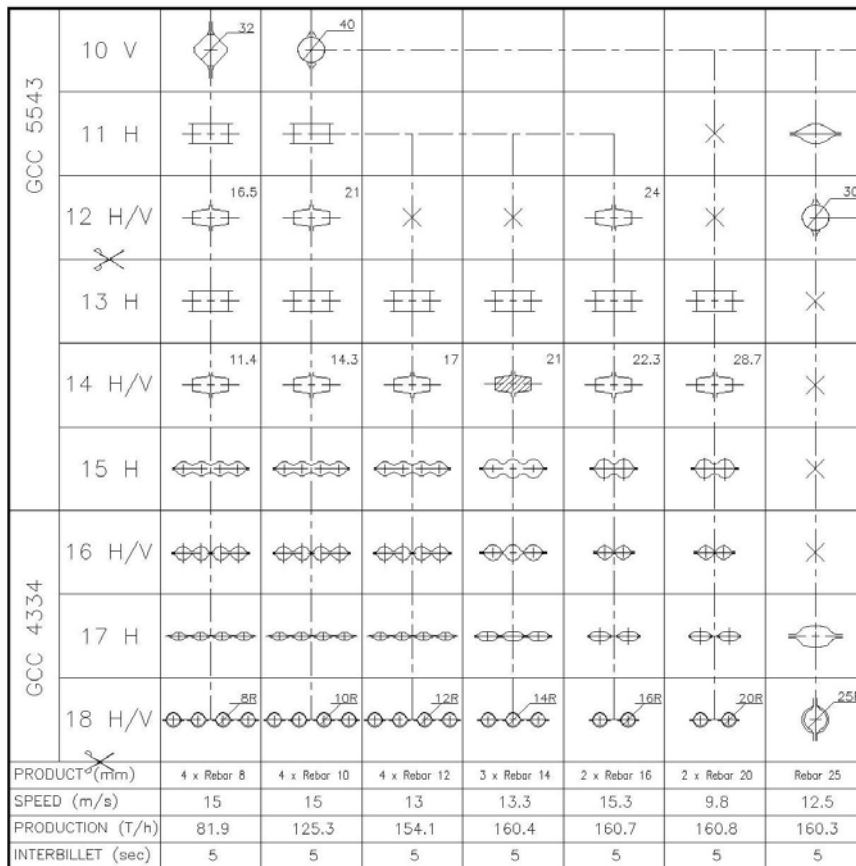 GCC 5543
10 V 32 40
11 H
12 H/V 16.5 21 24 30
13 H
14 H/V 11.4 14.3 17 21 22.3 28.7
15 H
GCC 4334
16 H/V
17 H
18 H/V 8R 10R 12R 14R 16R 20R 25R
PRODUCT (mm) 4 x Rebar 8 4 x Rebar 10 4 x Rebar 12 3 x Rebar 14 2 x Rebar 16 2 x Rebar 20 Rebar 25
SPEED (m/s) 15 15 13 13.3 15.3 9.8 12.5
PRODUCTION (T/h) 81.9 125.3 154.1 160.4 160.7 160.8 160.3
INTERBILLET (sec) 5 5 5 5 5 5 5